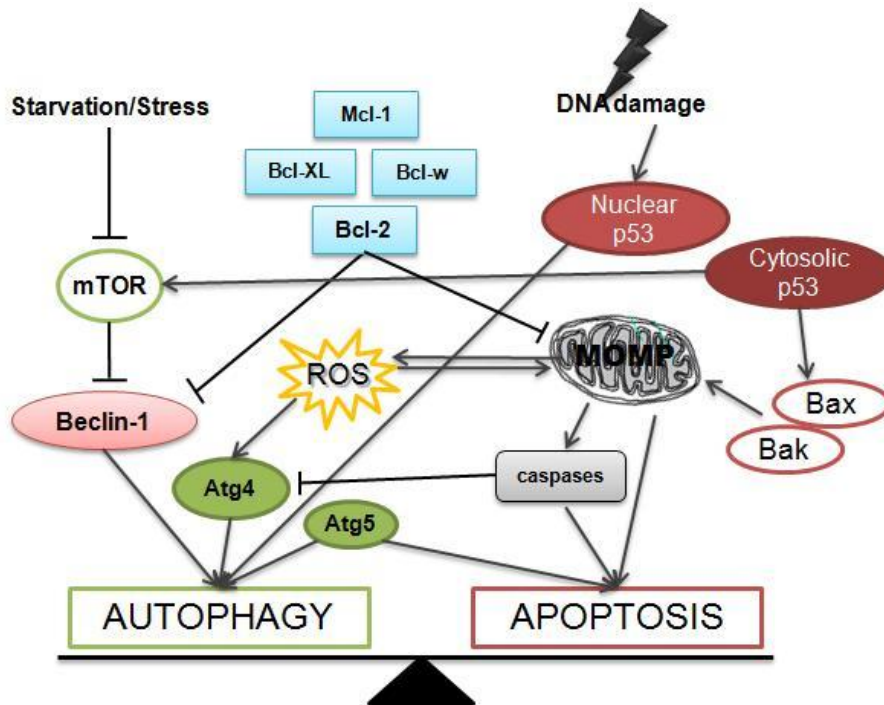 Starvation/Stress
Mcl-1
DNA damage
Bcl-XL
Bcl-w
Bcl-2
Nuclear
p53
mTOR
Cytosolic
p53
ROS
MOMP
Beclin-1
Bax
Bak
Atg4
caspases
Atg5
AUTOPHAGY
APOPTOSIS